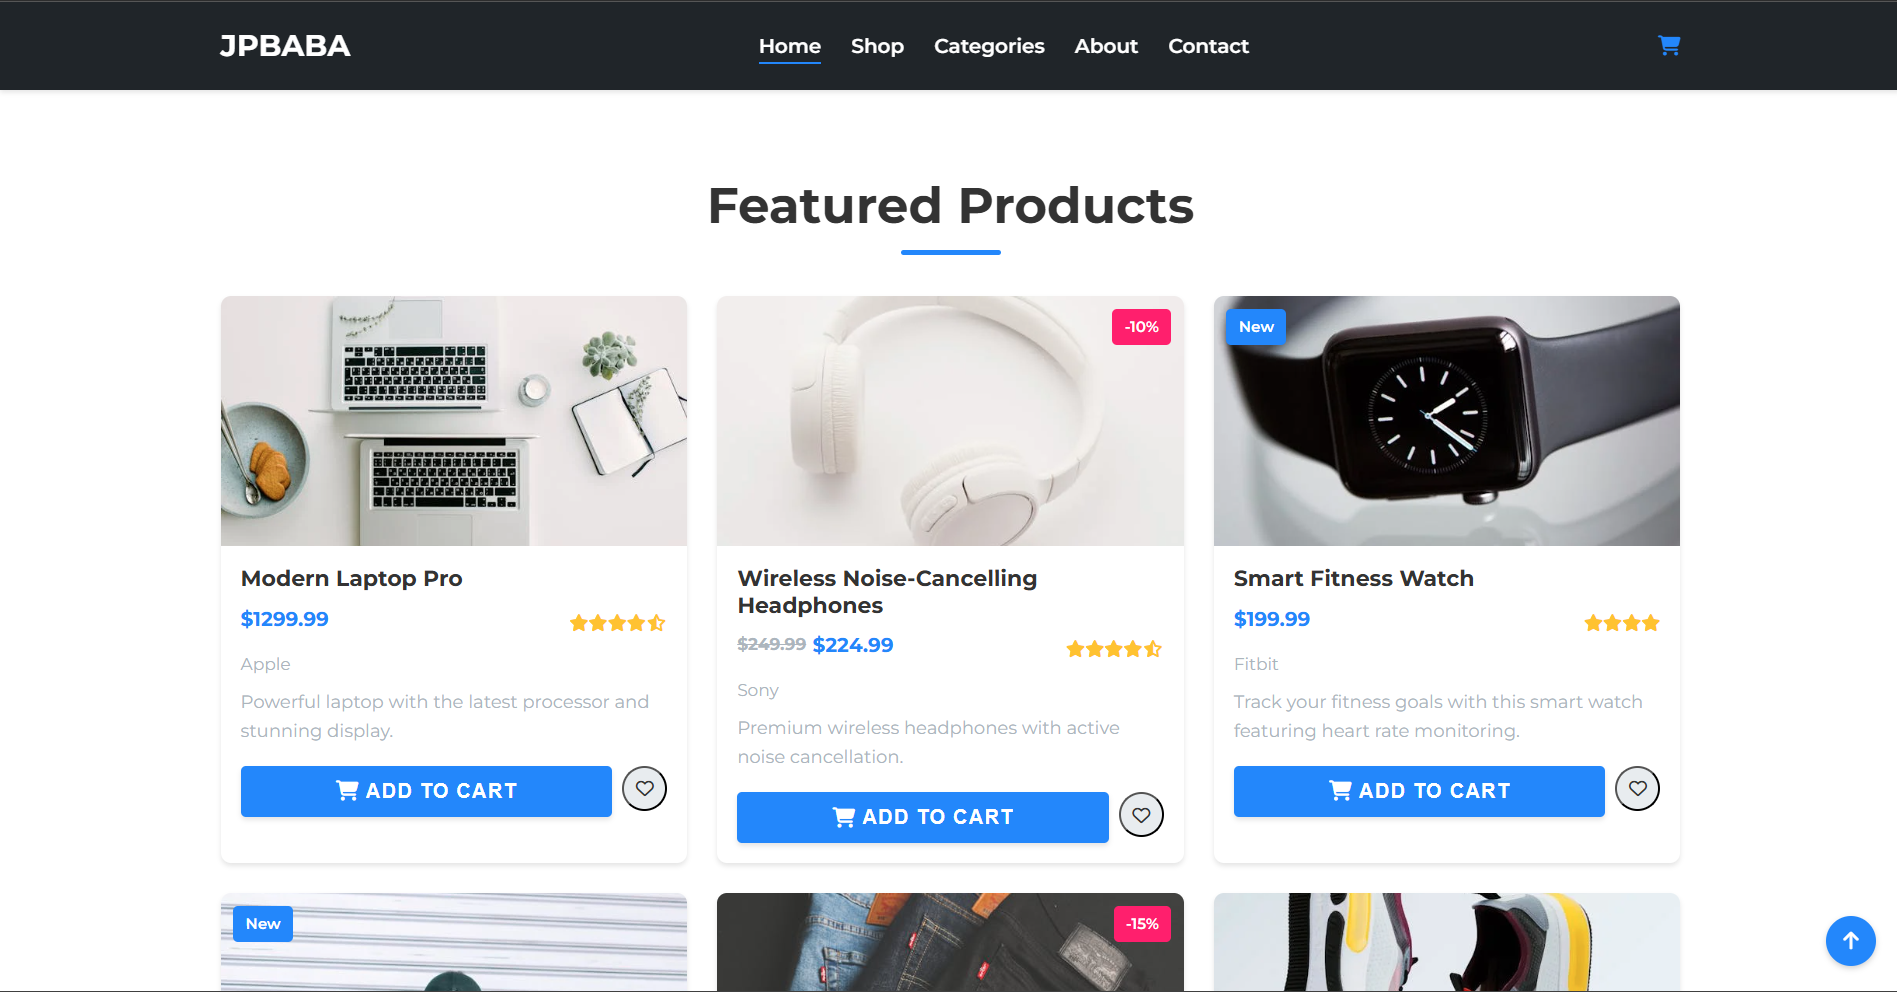 JPBABA
Home Shop Categories About Contact
Featured Products
-10%
New
Modern Laptop Pro
$1299.99
Apple
Powerful laptop with the latest processor and
stunning display.
ADD TO CART
Wireless Noise-Cancelling
Headphones
$249.99 $224.99
Sony
Premium wireless headphones with active
noise cancellation.
ADD TO CART
Smart Fitness Watch
$199.99
Fitbit
Track your fitness goals with this smart watch
featuring heart rate monitoring.
ADD TO CART
New
-15%